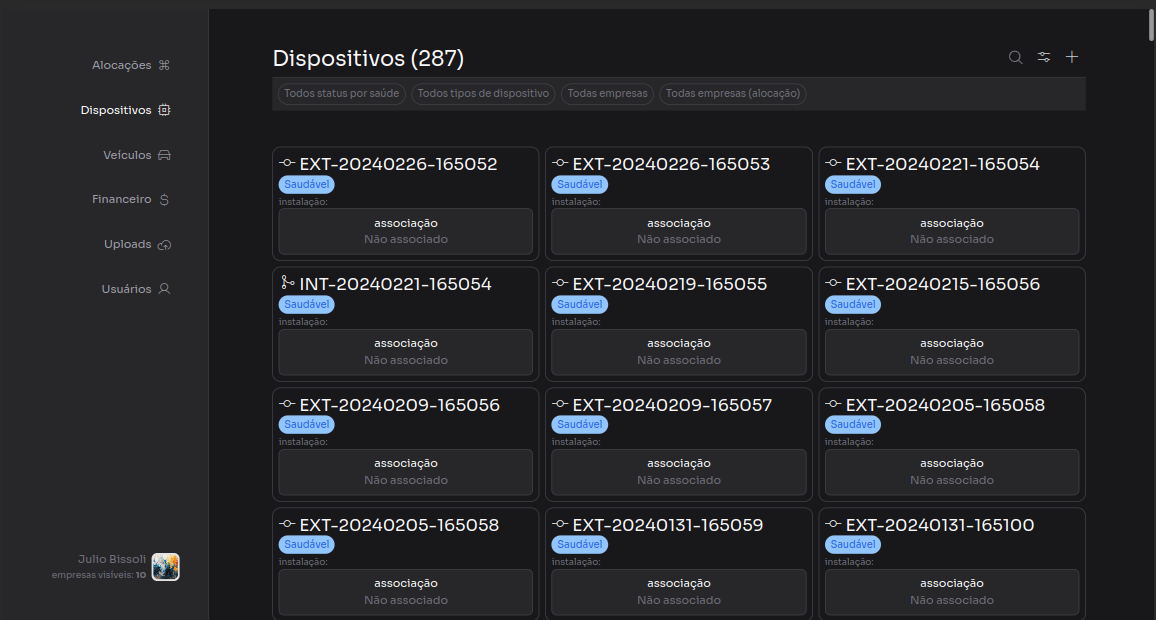 Alocações
Dispositivos
Veículos
Financeiro
Uploads
Usuários
Julio Bissoli
empresas visíveis: 10
Dispositivos (287)
Todos status por saúde
Todos tipos de dispositivo
Todas empresas
Todas empresas (alocação)
EXT-20240226-165052
Saudável
instalação:
associação
Não associado
EXT-20240226-165053
Saudável
instalação:
associação
Não associado
EXT-20240221-165054
Saudável
instalação:
associação
Não associado
INT-20240221-165054
Saudável
instalação:
associação
Não associado
EXT-20240219-165055
Saudável
instalação:
associação
Não associado
EXT-20240215-165056
Saudável
instalação:
associação
Não associado
EXT-20240209-165056
Saudável
instalação:
associação
Não associado
EXT-20240209-165057
Saudável
instalação:
associação
Não associado
EXT-20240205-165058
Saudável
instalação:
associação
Não associado
EXT-20240205-165058
Saudável
instalação:
associação
Não associado
EXT-20240131-165059
Saudável
instalação:
associação
Não associado
EXT-20240131-165100
Saudável
instalação:
associação
Não associado